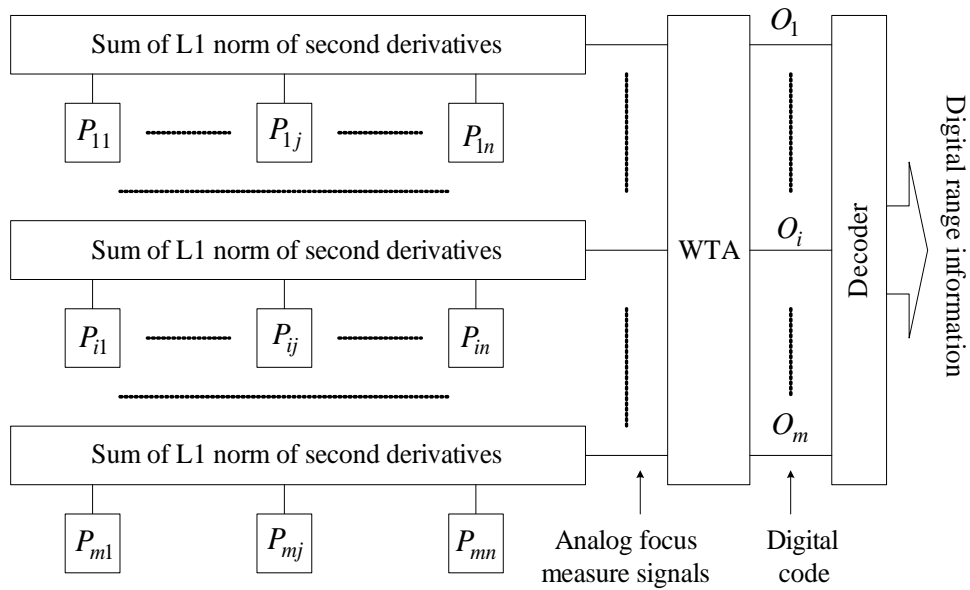 Sum of L1 norm of second derivatives
O1
P11
P1j
P1n
Sum of L1 norm of second derivatives
WTA
Oi
Decoder
Digital range information
Pi1
Pij
Pin
Sum of L1 norm of second derivatives
Om
Pm1
Pmj
Pmn
Analog focus
measure signals
Digital
code